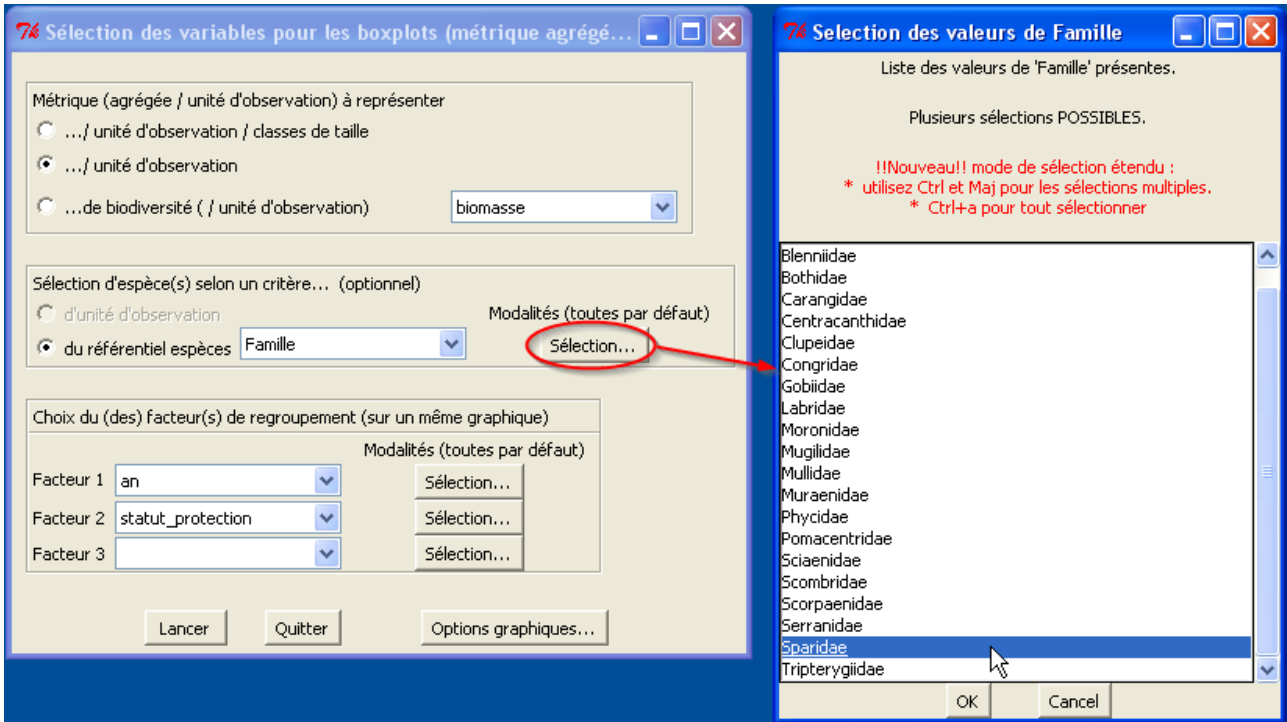 Sélection des variables pour les boxplots (métrique agrégé...
Métrique (agrégée / unité d'observation) à représenter
.../ unité d'observation / classes de taille
.../ unité d'observation
...de biodiversité ( / unité d'observation)
biomasse
Sélection d'espèce(s) selon un critère... (optionnel)
d'unité d'observation
Modalités (toutes par défaut)
du référentiel espèces
Famille
Sélection...
Choix du (des) facteur(s) de regroupement (sur un même graphique)
Modalités (toutes par défaut)
Facteur 1
an
Sélection...
Facteur 2
statut_protection
Sélection...
Facteur 3
Sélection...
Lancer
Quitter
Options graphiques...
Selection des valeurs de Famille
Liste des valeurs de 'Famille' présentes.
Plusieurs sélections POSSIBLES.
!!Nouveau!! mode de sélection étendu :
* utilisez Ctrl et Maj pour les sélections multiples.
* Ctrl+a pour tout sélectionner
Blenniidae
Bothidae
Carangidae
Centracanthidae
Clupeidae
Congridae
Gobiidae
Labridae
Moronidae
Mugilidae
Mullidae
Muraenidae
Phycidae
Pomacentridae
Sciaenidae
Scombridae
Scorpaenidae
Serranidae
Sparidae
Tripterygiidae
OK
Cancel